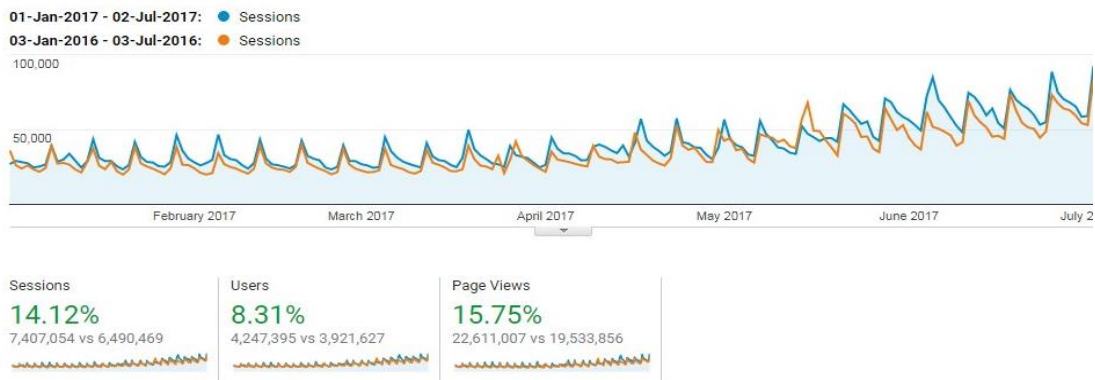 01-Jan-2017 - 02-Jul-2017: Sessions
03-Jan-2016 - 03-Jul-2016: Sessions
100,000
50,000
February 2017 March 2017 April 2017 May 2017 June 2017 July 2
Sessions Users Page Views
14.12% 8.31% 15.75%
7,407,054 vs 6,490,469 4,247,395 vs 3,921,627 22,611,007 vs 19,533,856